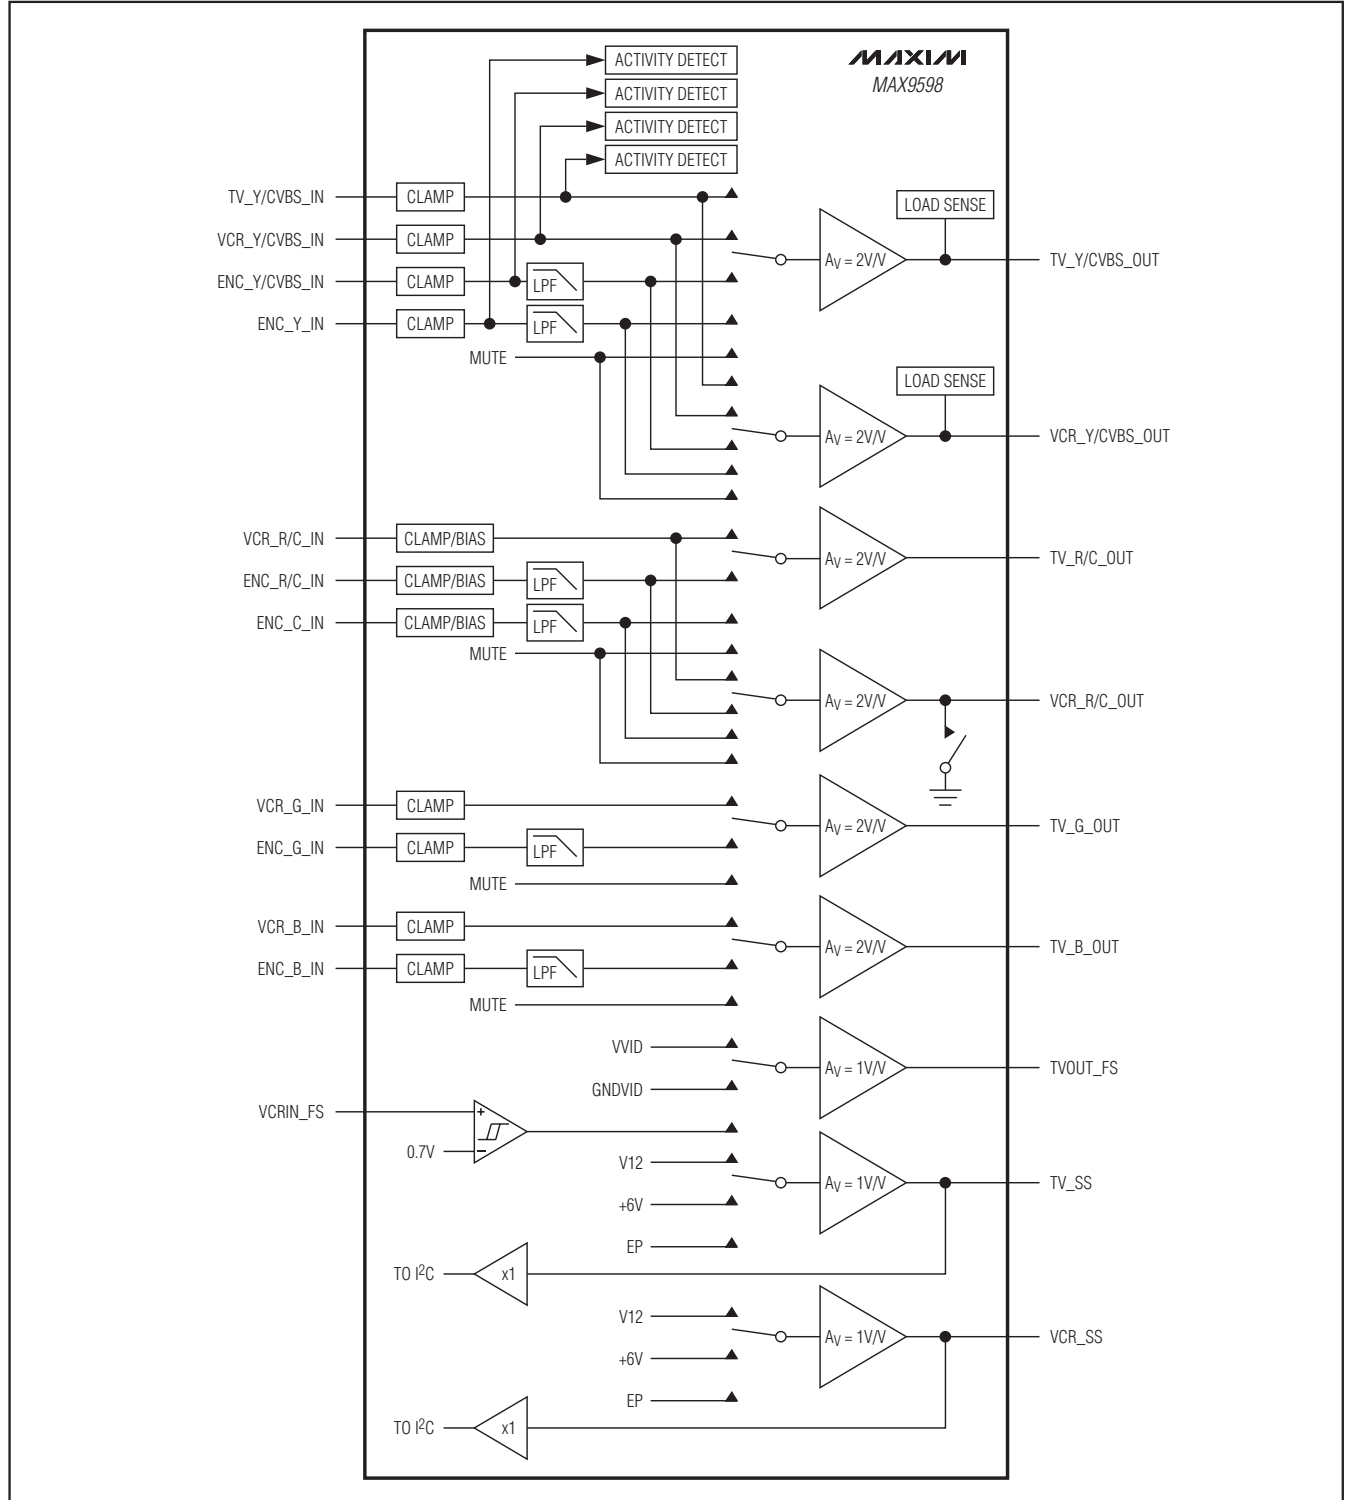 ACTIVITY DETECT
MAXIM
MAX9598
ACTIVITY DETECT
ACTIVITY DETECT
ACTIVITY DETECT
TV_Y/CVBS_IN
CLAMP
LOAD SENSE
VCR_Y/CVBS_IN
CLAMP
AV = 2V/V
TV_Y/CVBS_OUT
ENC_Y/CVBS_IN
CLAMP
LPF
ENC_Y_IN
CLAMP
LPF
MUTE
LOAD SENSE
AV = 2V/V
VCR_Y/CVBS_OUT
VCR_R/C_IN
CLAMP/BIAS
AV = 2V/V
TV_R/C_OUT
ENC_R/C_IN
CLAMP/BIAS
LPF
ENC_C_IN
CLAMP/BIAS
LPF
MUTE
AV = 2V/V
VCR_R/C_OUT
VCR_G_IN
CLAMP
AV = 2V/V
TV_G_OUT
ENC_G_IN
CLAMP
LPF
MUTE
VCR_B_IN
CLAMP
AV = 2V/V
TV_B_OUT
ENC_B_IN
CLAMP
LPF
MUTE
VVID
AV = 1V/V
TVOUT_FS
GNDVID
VCRIN_FS
+
0.7V
−
V12
AV = 1V/V
TV_SS
+6V
EP
TO I²C
x1
V12
AV = 1V/V
VCR_SS
+6V
EP
TO I²C
x1